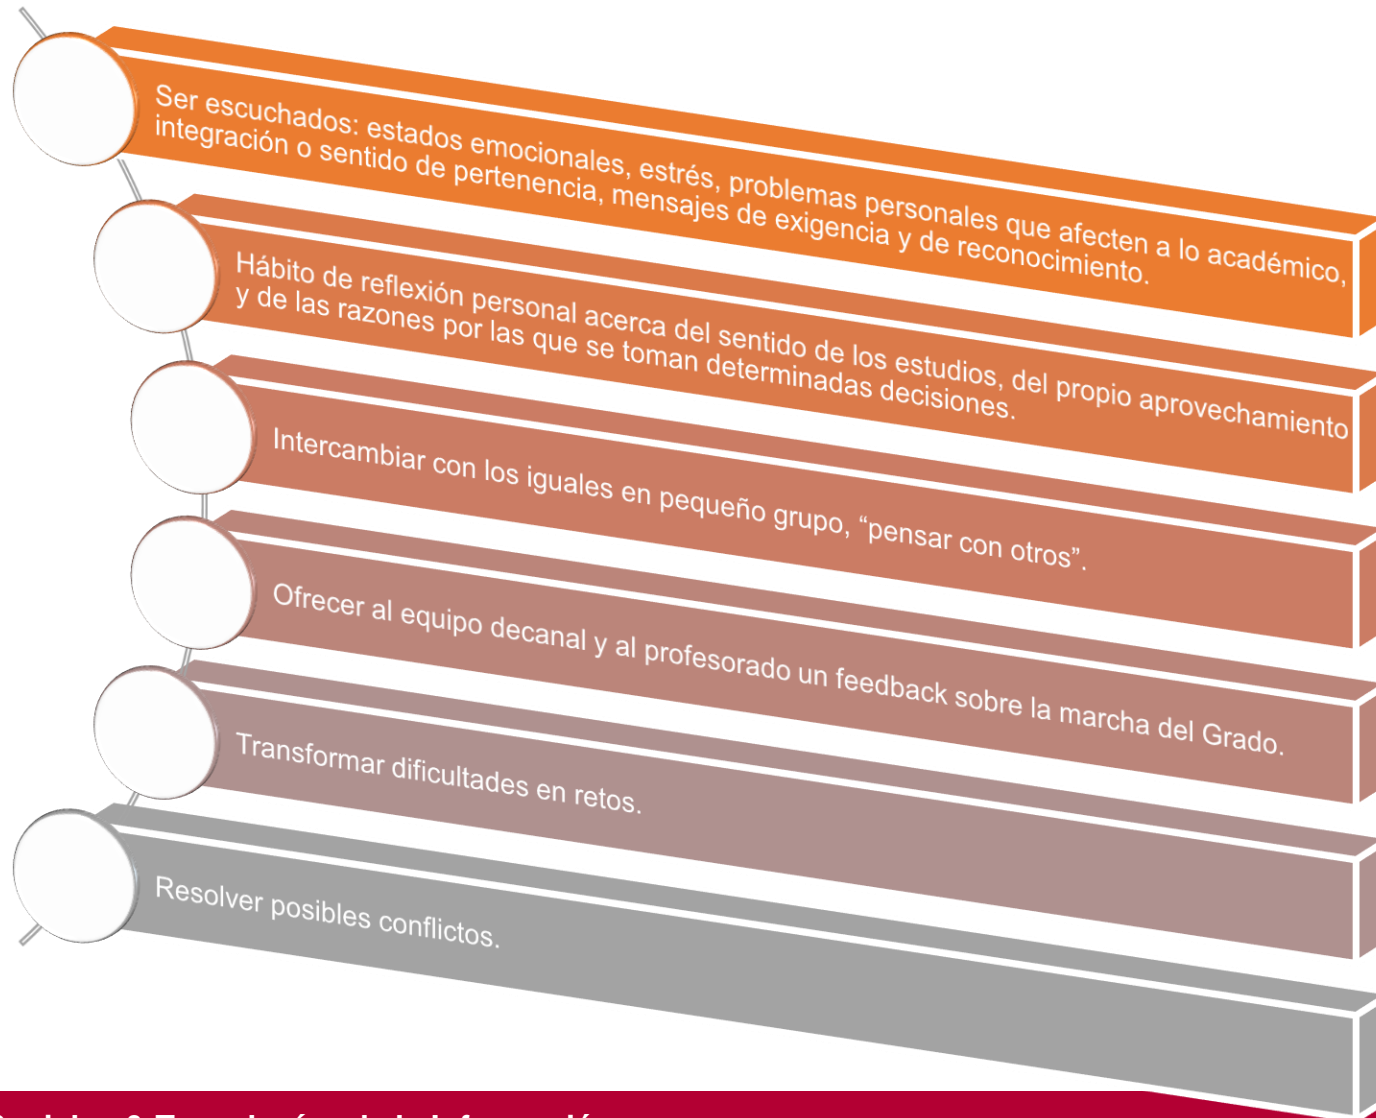 Ser escuchados: estados emocionales, estrés, problemas personales que afecten a lo académico,
integración o sentido de pertenencia, mensajes de exigencia y de reconocimiento.
Hábito de reflexión personal acerca del sentido de los estudios, del propio aprovechamiento
y de las razones por las que se toman determinadas decisiones.
Intercambiar con los iguales en pequeño grupo, “pensar con otros”.
Ofrecer al equipo decanal y al profesorado un feedback sobre la marcha del Grado.
Transformar dificultades en retos.
Resolver posibles conflictos.